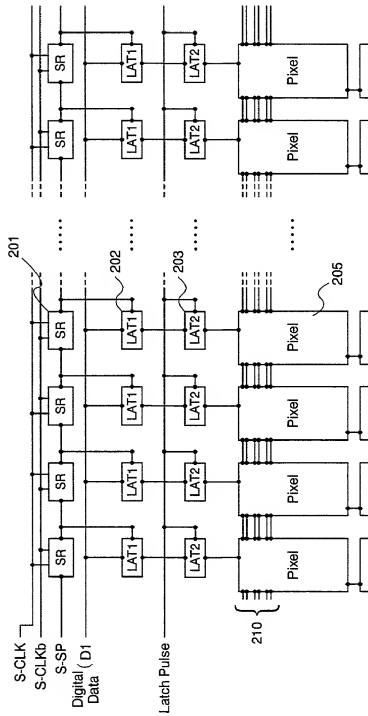 S-CLK
S-CLKb
S-SP
Digital ( D1
Data
Latch Pulse
201
SR SR SR SR SR SR
202
LAT1 LAT1 LAT1 LAT1 LAT1 LAT1
203
LAT2 LAT2 LAT2 LAT2 LAT2 LAT2
205
Pixel Pixel Pixel Pixel Pixel Pixel
210